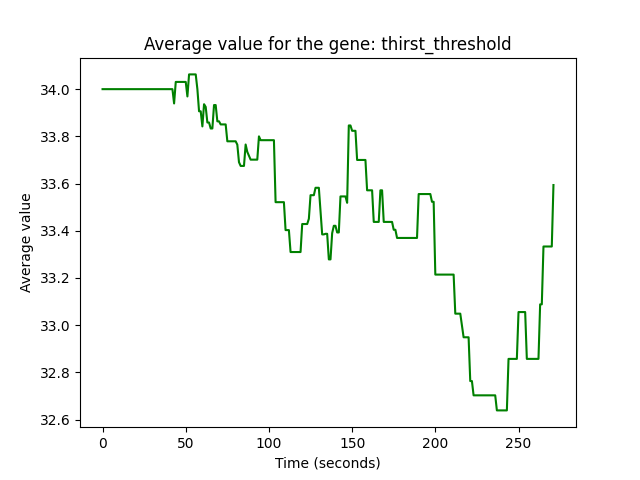 Average value for the gene: thirst_threshold
34.0
33.8
33.6
33.4
33.2
33.0
32.8
32.6
Average value
0 50 100 150 200 250
Time (seconds)